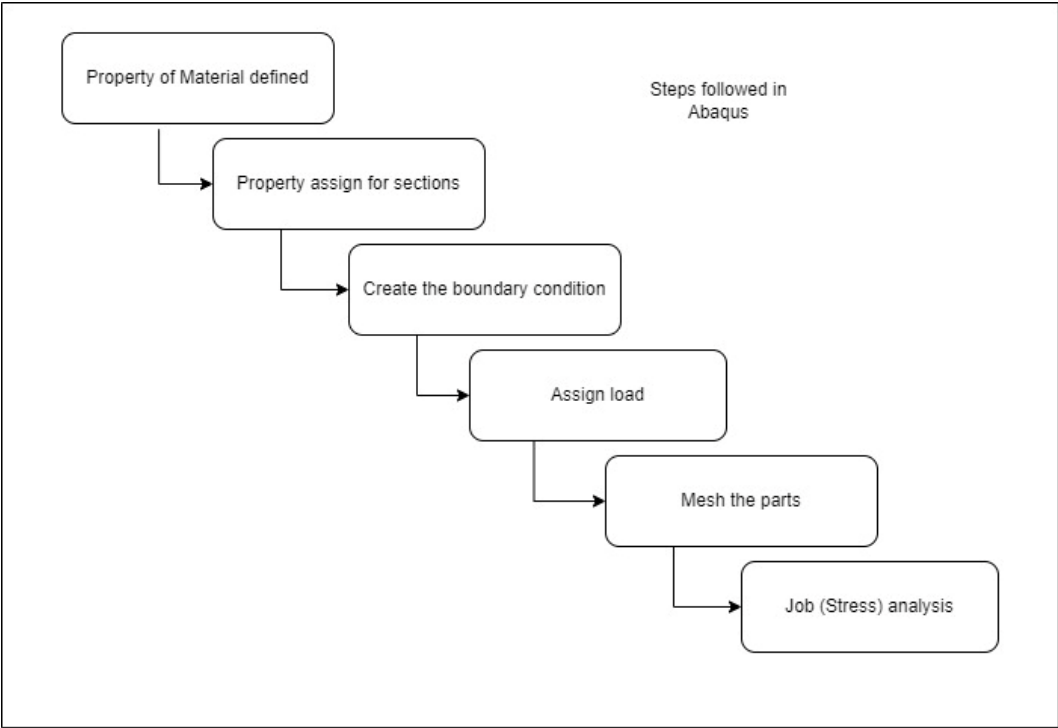 Property of Material defined
Steps followed in
Abaqus
Property assign for sections
Create the boundary condition
Assign load
Mesh the parts
Job (Stress) analysis